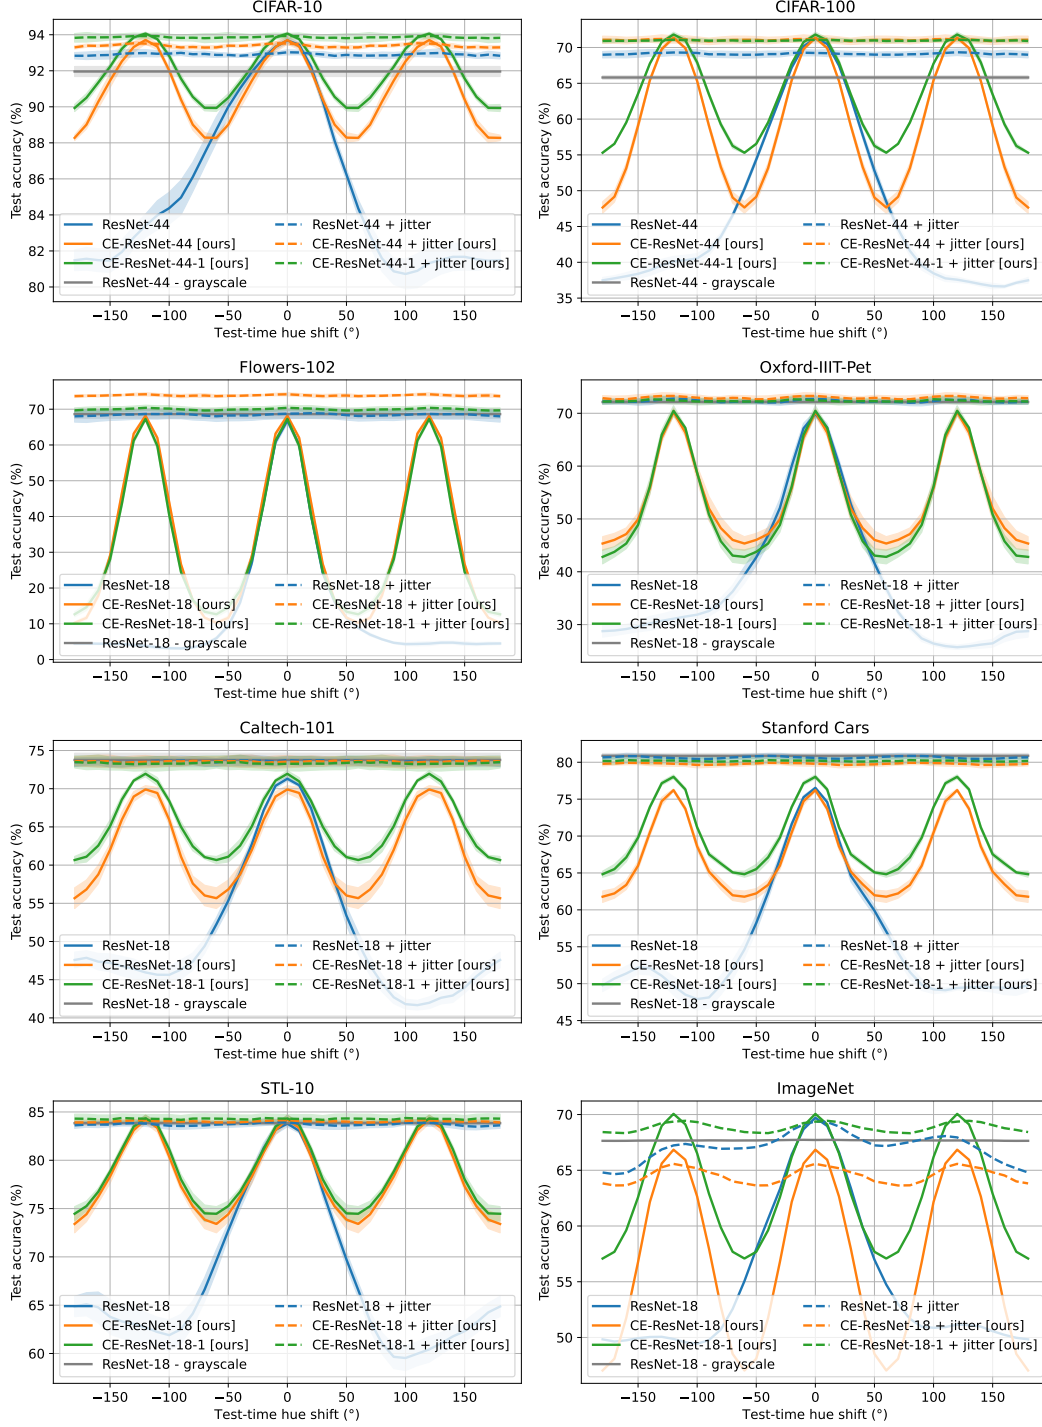 CIFAR-10
Test accuracy (%)
94
92
90
88
86
84
82
80
ResNet-44
CE-ResNet-44 [ours]
CE-ResNet-44-1 [ours]
ResNet-44 - grayscale
ResNet-44 + jitter
CE-ResNet-44 + jitter [ours]
CE-ResNet-44-1 + jitter [ours]
−150 −100 −50 0 50 100 150
Test-time hue shift (°)
CIFAR-100
Test accuracy (%)
70
65
60
55
50
45
40
35
ResNet-44
CE-ResNet-44 [ours]
CE-ResNet-44-1 [ours]
ResNet-44 - grayscale
ResNet-44 + jitter
CE-ResNet-44 + jitter [ours]
CE-ResNet-44-1 + jitter [ours]
−150 −100 −50 0 50 100 150
Test-time hue shift (°)
Flowers-102
Test accuracy (%)
70
60
50
40
30
20
10
0
ResNet-18
CE-ResNet-18 [ours]
CE-ResNet-18-1 [ours]
ResNet-18 - grayscale
ResNet-18 + jitter
CE-ResNet-18 + jitter [ours]
CE-ResNet-18-1 + jitter [ours]
−150 −100 −50 0 50 100 150
Test-time hue shift (°)
Oxford-IIIT-Pet
Test accuracy (%)
70
60
50
40
30
ResNet-18
CE-ResNet-18 [ours]
CE-ResNet-18-1 [ours]
ResNet-18 - grayscale
ResNet-18 + jitter
CE-ResNet-18 + jitter [ours]
CE-ResNet-18-1 + jitter [ours]
−150 −100 −50 0 50 100 150
Test-time hue shift (°)
Caltech-101
Test accuracy (%)
75
70
65
60
55
50
45
40
ResNet-18
CE-ResNet-18 [ours]
CE-ResNet-18-1 [ours]
ResNet-18 - grayscale
ResNet-18 + jitter
CE-ResNet-18 + jitter [ours]
CE-ResNet-18-1 + jitter [ours]
−150 −100 −50 0 50 100 150
Test-time hue shift (°)
Stanford Cars
Test accuracy (%)
80
75
70
65
60
55
50
45
ResNet-18
CE-ResNet-18 [ours]
CE-ResNet-18-1 [ours]
ResNet-18 - grayscale
ResNet-18 + jitter
CE-ResNet-18 + jitter [ours]
CE-ResNet-18-1 + jitter [ours]
−150 −100 −50 0 50 100 150
Test-time hue shift (°)
STL-10
Test accuracy (%)
85
80
75
70
65
60
ResNet-18
CE-ResNet-18 [ours]
CE-ResNet-18-1 [ours]
ResNet-18 - grayscale
ResNet-18 + jitter
CE-ResNet-18 + jitter [ours]
CE-ResNet-18-1 + jitter [ours]
−150 −100 −50 0 50 100 150
Test-time hue shift (°)
ImageNet
Test accuracy (%)
70
65
60
55
50
ResNet-18
CE-ResNet-18 [ours]
CE-ResNet-18-1 [ours]
ResNet-18 - grayscale
ResNet-18 + jitter
CE-ResNet-18 + jitter [ours]
CE-ResNet-18-1 + jitter [ours]
−150 −100 −50 0 50 100 150
Test-time hue shift (°)